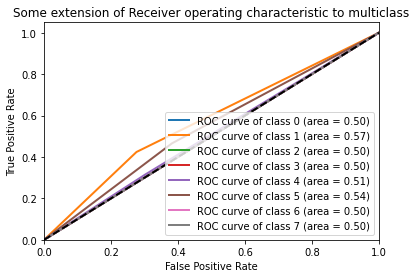 Some extension of Receiver operating characteristic to multiclass
True Positive Rate
1.0
0.8
0.6
0.4
0.2
0.0
ROC curve of class 0 (area = 0.50)
ROC curve of class 1 (area = 0.57)
ROC curve of class 2 (area = 0.50)
ROC curve of class 3 (area = 0.50)
ROC curve of class 4 (area = 0.51)
ROC curve of class 5 (area = 0.54)
ROC curve of class 6 (area = 0.50)
ROC curve of class 7 (area = 0.50)
0.0 0.2 0.4 0.6 0.8 1.0
False Positive Rate